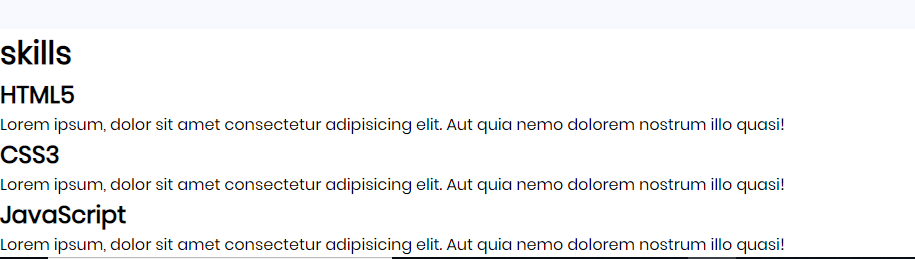 skills
HTML5
Lorem ipsum, dolor sit amet consectetur adipisicing elit. Aut quia nemo dolorem nostrum illo quasi!
CSS3
Lorem ipsum, dolor sit amet consectetur adipisicing elit. Aut quia nemo dolorem nostrum illo quasi!
JavaScript
Lorem ipsum, dolor sit amet consectetur adipisicing elit. Aut quia nemo dolorem nostrum illo quasi!